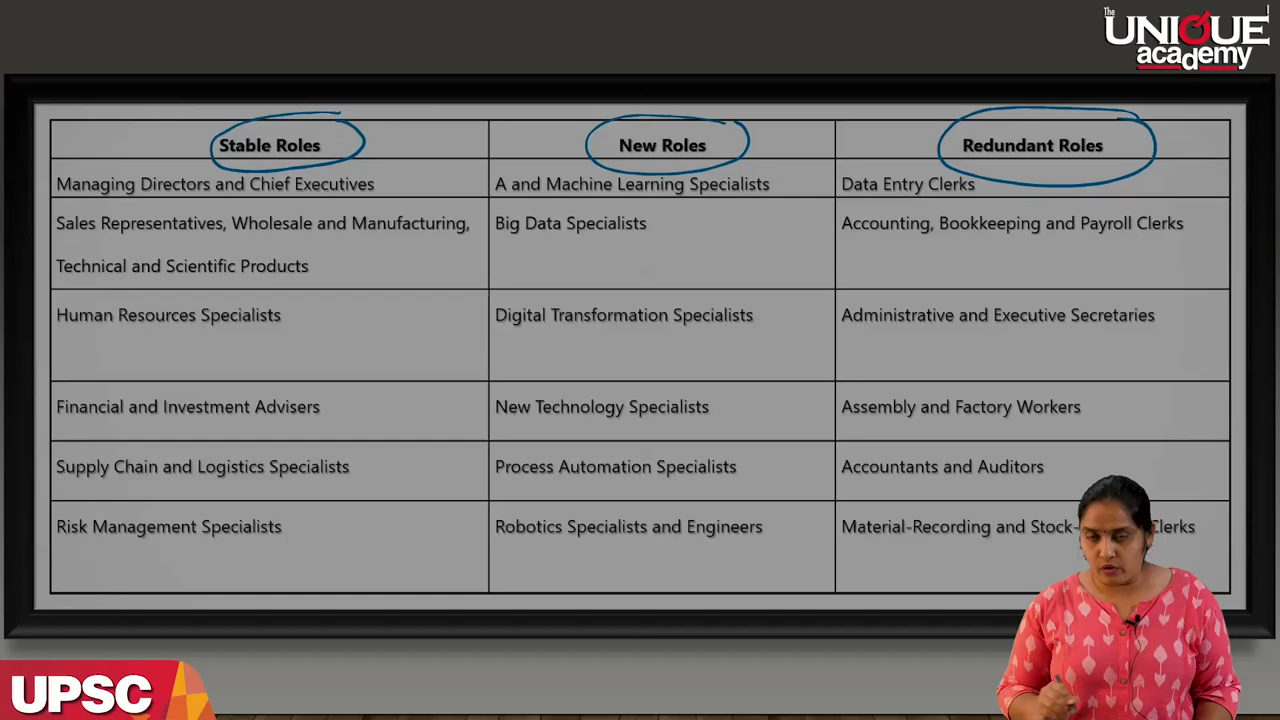 The
UNIQUE
academy
Stable Roles
New Roles
Redundant Roles
Managing Directors and Chief Executives
A and Machine Learning Specialists
Data Entry Clerks
Sales Representatives, Wholesale and Manufacturing,
Technical and Scientific Products
Big Data Specialists
Accounting, Bookkeeping and Payroll Clerks
Human Resources Specialists
Digital Transformation Specialists
Administrative and Executive Secretaries
Financial and Investment Advisers
New Technology Specialists
Assembly and Factory Workers
Supply Chain and Logistics Specialists
Process Automation Specialists
Accountants and Auditors
Risk Management Specialists
Robotics Specialists and Engineers
Material-Recording and Stock- Clerks
UPSC